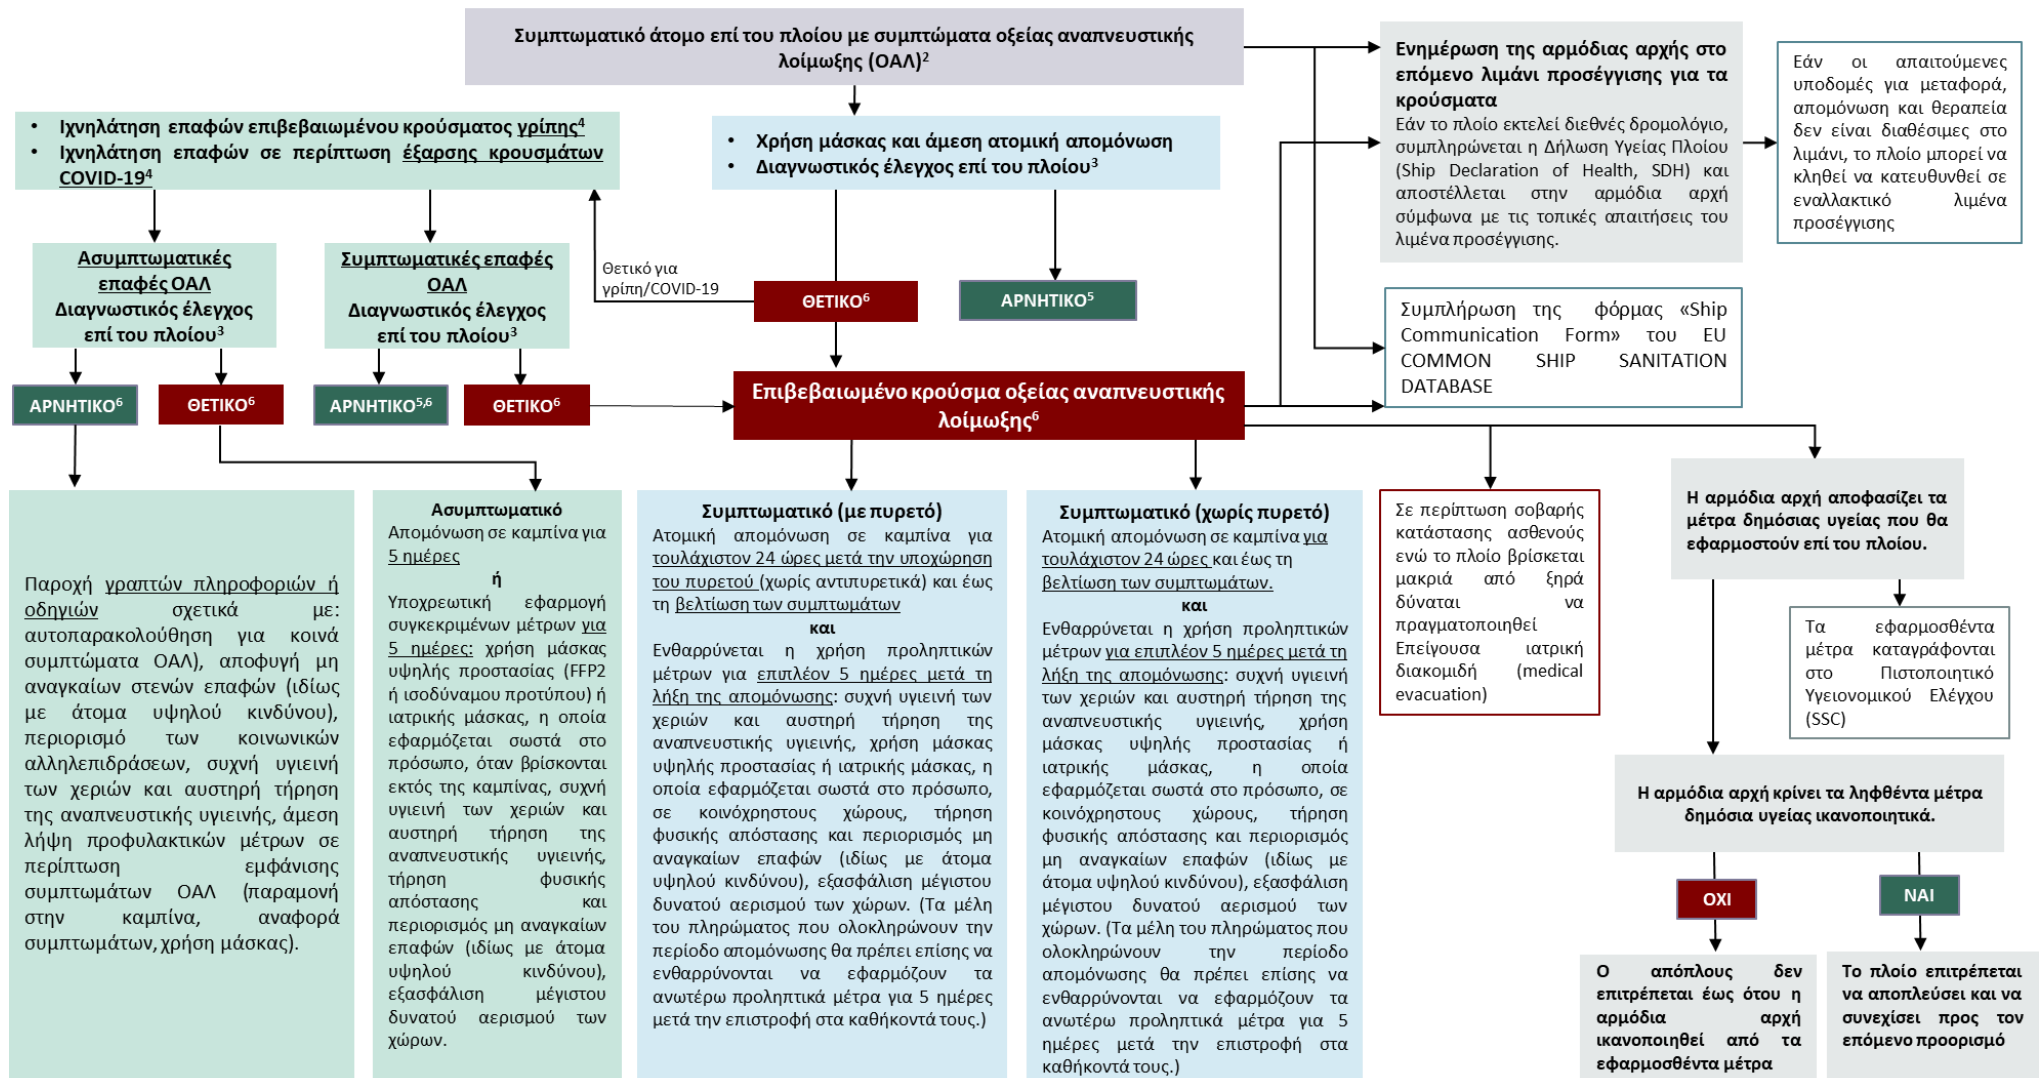 Συμπτωματικό άτομο επί του πλοίου με συμπτώματα οξείας αναπνευστικής
λοίμωξης (ΟΑΛ)²
Ενημέρωση της αρμόδιας αρχής στο
επόμενο λιμάνι προσέγγισης για τα
κρούσματα
Εάν το πλοίο εκτελεί διεθνές δρομολόγιο,
συμπληρώνεται η Δήλωση Υγείας Πλοίου
(Ship Declaration of Health, SDH) και
αποστέλλεται στην αρμόδια αρχή
σύμφωνα με τις τοπικές απαιτήσεις του
λιμένα προσέγγισης.
Εάν οι απαιτούμενες
υποδομές για μεταφορά,
απομόνωση και θεραπεία
δεν είναι διαθέσιμες στο
λιμάνι, το πλοίο μπορεί να
κληθεί να κατευθυνθεί σε
εναλλακτικό λιμένα
προσέγγισης
• Ιχνηλάτηση επαφών επιβεβαιωμένου κρούσματος γρίπης⁴
• Ιχνηλάτηση επαφών σε περίπτωση έξαρσης κρουσμάτων
COVID-19⁴
• Χρήση μάσκας και άμεση ατομική απομόνωση
• Διαγνωστικός έλεγχος επί του πλοίου³
Ασυμπτωματικές
επαφές ΟΑΛ
Διαγνωστικός έλεγχος
επί του πλοίου³
Συμπτωματικές επαφές
ΟΑΛ
Διαγνωστικός έλεγχος
επί του πλοίου³
Θετικό για
γρίπη/COVID-19
ΘΕΤΙΚΟ⁶
ΑΡΝΗΤΙΚΟ⁵
Συμπλήρωση της φόρμας «Ship
Communication Form» του EU
COMMON SHIP SANITATION
DATABASE
ΑΡΝΗΤΙΚΟ⁶
ΘΕΤΙΚΟ⁶
ΑΡΝΗΤΙΚΟ⁵,⁶
ΘΕΤΙΚΟ⁶
Επιβεβαιωμένο κρούσμα οξείας αναπνευστικής
λοίμωξης⁶
Παροχή γραπτών πληροφοριών ή
οδηγιών σχετικά με:
αυτοπαρακολούθηση για κοινά
συμπτώματα ΟΑΛ), αποφυγή μη
αναγκαίων στενών επαφών (ιδίως
με άτομα υψηλού κινδύνου),
περιορισμό των κοινωνικών
αλληλεπιδράσεων, συχνή υγιεινή
των χεριών και αυστηρή τήρηση
της αναπνευστικής υγιεινής, άμεση
λήψη προφυλακτικών μέτρων σε
περίπτωση εμφάνισης
συμπτωμάτων ΟΑΛ (παραμονή
στην καμπίνα, αναφορά
συμπτωμάτων, χρήση μάσκας).
Ασυμπτωματικό
Απομόνωση σε καμπίνα για
5 ημέρες
ή
Υποχρεωτική εφαρμογή
συγκεκριμένων μέτρων για
5 ημέρες: χρήση μάσκας
υψηλής προστασίας (FFP2
ή ισοδύναμου προτύπου) ή
ιατρικής μάσκας, η οποία
εφαρμόζεται σωστά στο
πρόσωπο, όταν βρίσκονται
εκτός της καμπίνας, συχνή
υγιεινή των χεριών και
αυστηρή τήρηση της
αναπνευστικής υγιεινής,
τήρηση φυσικής
απόστασης και
περιορισμός μη αναγκαίων
επαφών (ιδίως με άτομα
υψηλού κινδύνου),
εξασφάλιση μέγιστου
δυνατού αερισμού των
χώρων.
Συμπτωματικό (με πυρετό)
Ατομική απομόνωση σε καμπίνα για
τουλάχιστον 24 ώρες μετά την υποχώρηση
του πυρετού (χωρίς αντιπυρετικά) και έως
τη βελτίωση των συμπτωμάτων
και
Ενθαρρύνεται η χρήση προληπτικών
μέτρων για επιπλέον 5 ημέρες μετά τη
λήξη της απομόνωσης: συχνή υγιεινή των
χεριών και αυστηρή τήρηση της
αναπνευστικής υγιεινής, χρήση μάσκας
υψηλής προστασίας ή ιατρικής μάσκας, η
οποία εφαρμόζεται σωστά στο πρόσωπο,
σε κοινόχρηστους χώρους, τήρηση
φυσικής απόστασης και περιορισμός μη
αναγκαίων επαφών (ιδίως με άτομα
υψηλού κινδύνου), εξασφάλιση μέγιστου
δυνατού αερισμού των χώρων. (Τα μέλη
του πληρώματος που ολοκληρώνουν την
περίοδο απομόνωσης θα πρέπει επίσης να
ενθαρρύνονται να εφαρμόζουν τα
ανωτέρω προληπτικά μέτρα για 5 ημέρες
μετά την επιστροφή στα καθήκοντά τους.)
Συμπτωματικό (χωρίς πυρετό)
Ατομική απομόνωση σε καμπίνα για
τουλάχιστον 24 ώρες και έως τη
βελτίωση των συμπτωμάτων.
και
Ενθαρρύνεται η χρήση προληπτικών
μέτρων για επιπλέον 5 ημέρες μετά τη
λήξη της απομόνωσης: συχνή υγιεινή
των χεριών και αυστηρή τήρηση της
αναπνευστικής υγιεινής, χρήση
μάσκας υψηλής προστασίας ή
ιατρικής μάσκας, η οποία
εφαρμόζεται σωστά στο πρόσωπο, σε
κοινόχρηστους χώρους, τήρηση
φυσικής απόστασης και περιορισμός
μη αναγκαίων επαφών (ιδίως με
άτομα υψηλού κινδύνου), εξασφάλιση
μέγιστου δυνατού αερισμού των
χώρων. (Τα μέλη του πληρώματος που
ολοκληρώνουν την περίοδο
απομόνωσης θα πρέπει επίσης να
ενθαρρύνονται να εφαρμόζουν τα
ανωτέρω προληπτικά μέτρα για 5
ημέρες μετά την επιστροφή στα
καθήκοντά τους.)
Σε περίπτωση σοβαρής
κατάστασης ασθενούς
ενώ το πλοίο βρίσκεται
μακριά από ξηρά
δύναται να
πραγματοποιηθεί
Επείγουσα ιατρική
διακομιδή (medical
evacuation)
Η αρμόδια αρχή αποφασίζει τα
μέτρα δημόσιας υγείας που θα
εφαρμοστούν επί του πλοίου.
Τα εφαρμοσθέντα
μέτρα καταγράφονται
στο Πιστοποιητικό
Υγειονομικού Ελέγχου
(SSC)
Η αρμόδια αρχή κρίνει τα ληφθέντα μέτρα
δημόσια υγείας ικανοποιητικά.
ΟΧΙ
ΝΑΙ
Ο απόπλους δεν
επιτρέπεται έως ότου η
αρμόδια αρχή
ικανοποιηθεί από τα
εφαρμοσθέντα μέτρα
Το πλοίο επιτρέπεται
να αποπλεύσει και να
συνεχίσει προς τον
επόμενο προορισμό